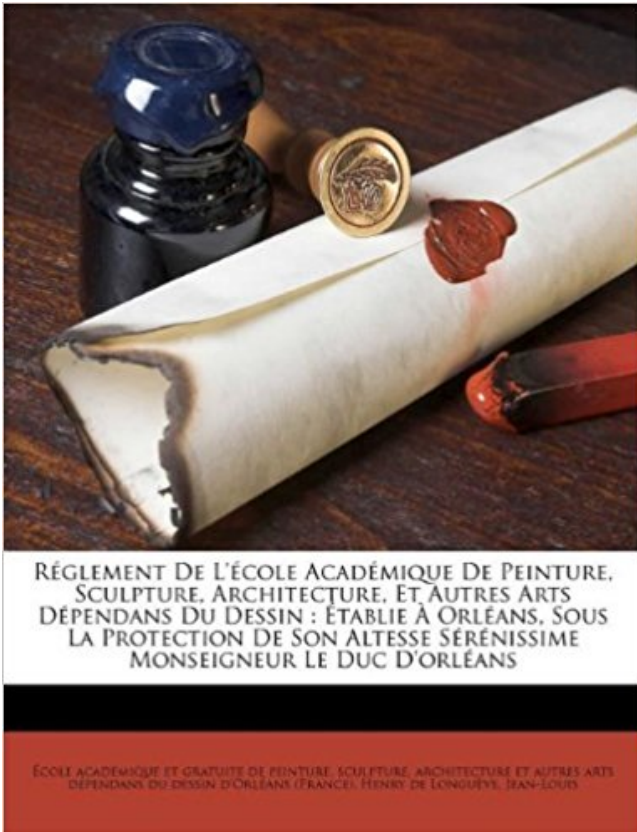 Réglement De L'école Académique De Peinture,
Sculpture, Architecture, Et Autres Arts
Dépendans Du Dessin : Établie À Orléans, Sous
La Protection De Son Altesse Sérénissime
Monseigneur Le Duc D'orléans
École académique et gratuite de peinture, sculpture, architecture et autres arts
dépendans du dessin d'Orléans (France), Henry de Longuève, Jean-Louis